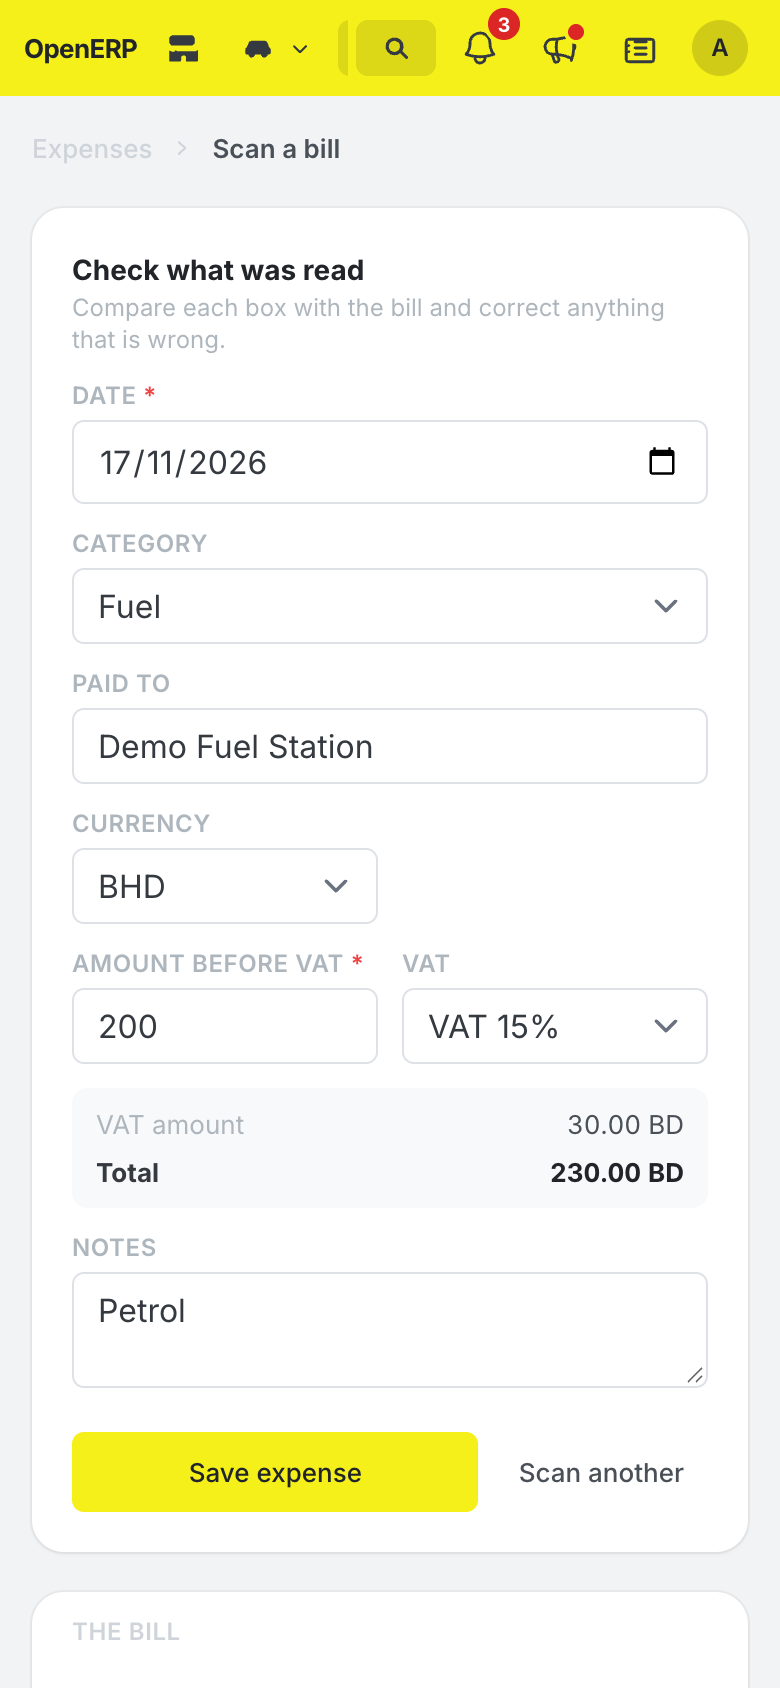 OpenERP
3
A
Expenses > Scan a bill
Check what was read
Compare each box with the bill and correct anything
that is wrong.
DATE *
17/11/2026
CATEGORY
Fuel
PAID TO
Demo Fuel Station
CURRENCY
BHD
AMOUNT BEFORE VAT * VAT
200 VAT 15%
VAT amount 30.00 BD
Total 230.00 BD
NOTES
Petrol
Save expense Scan another
THE BILL